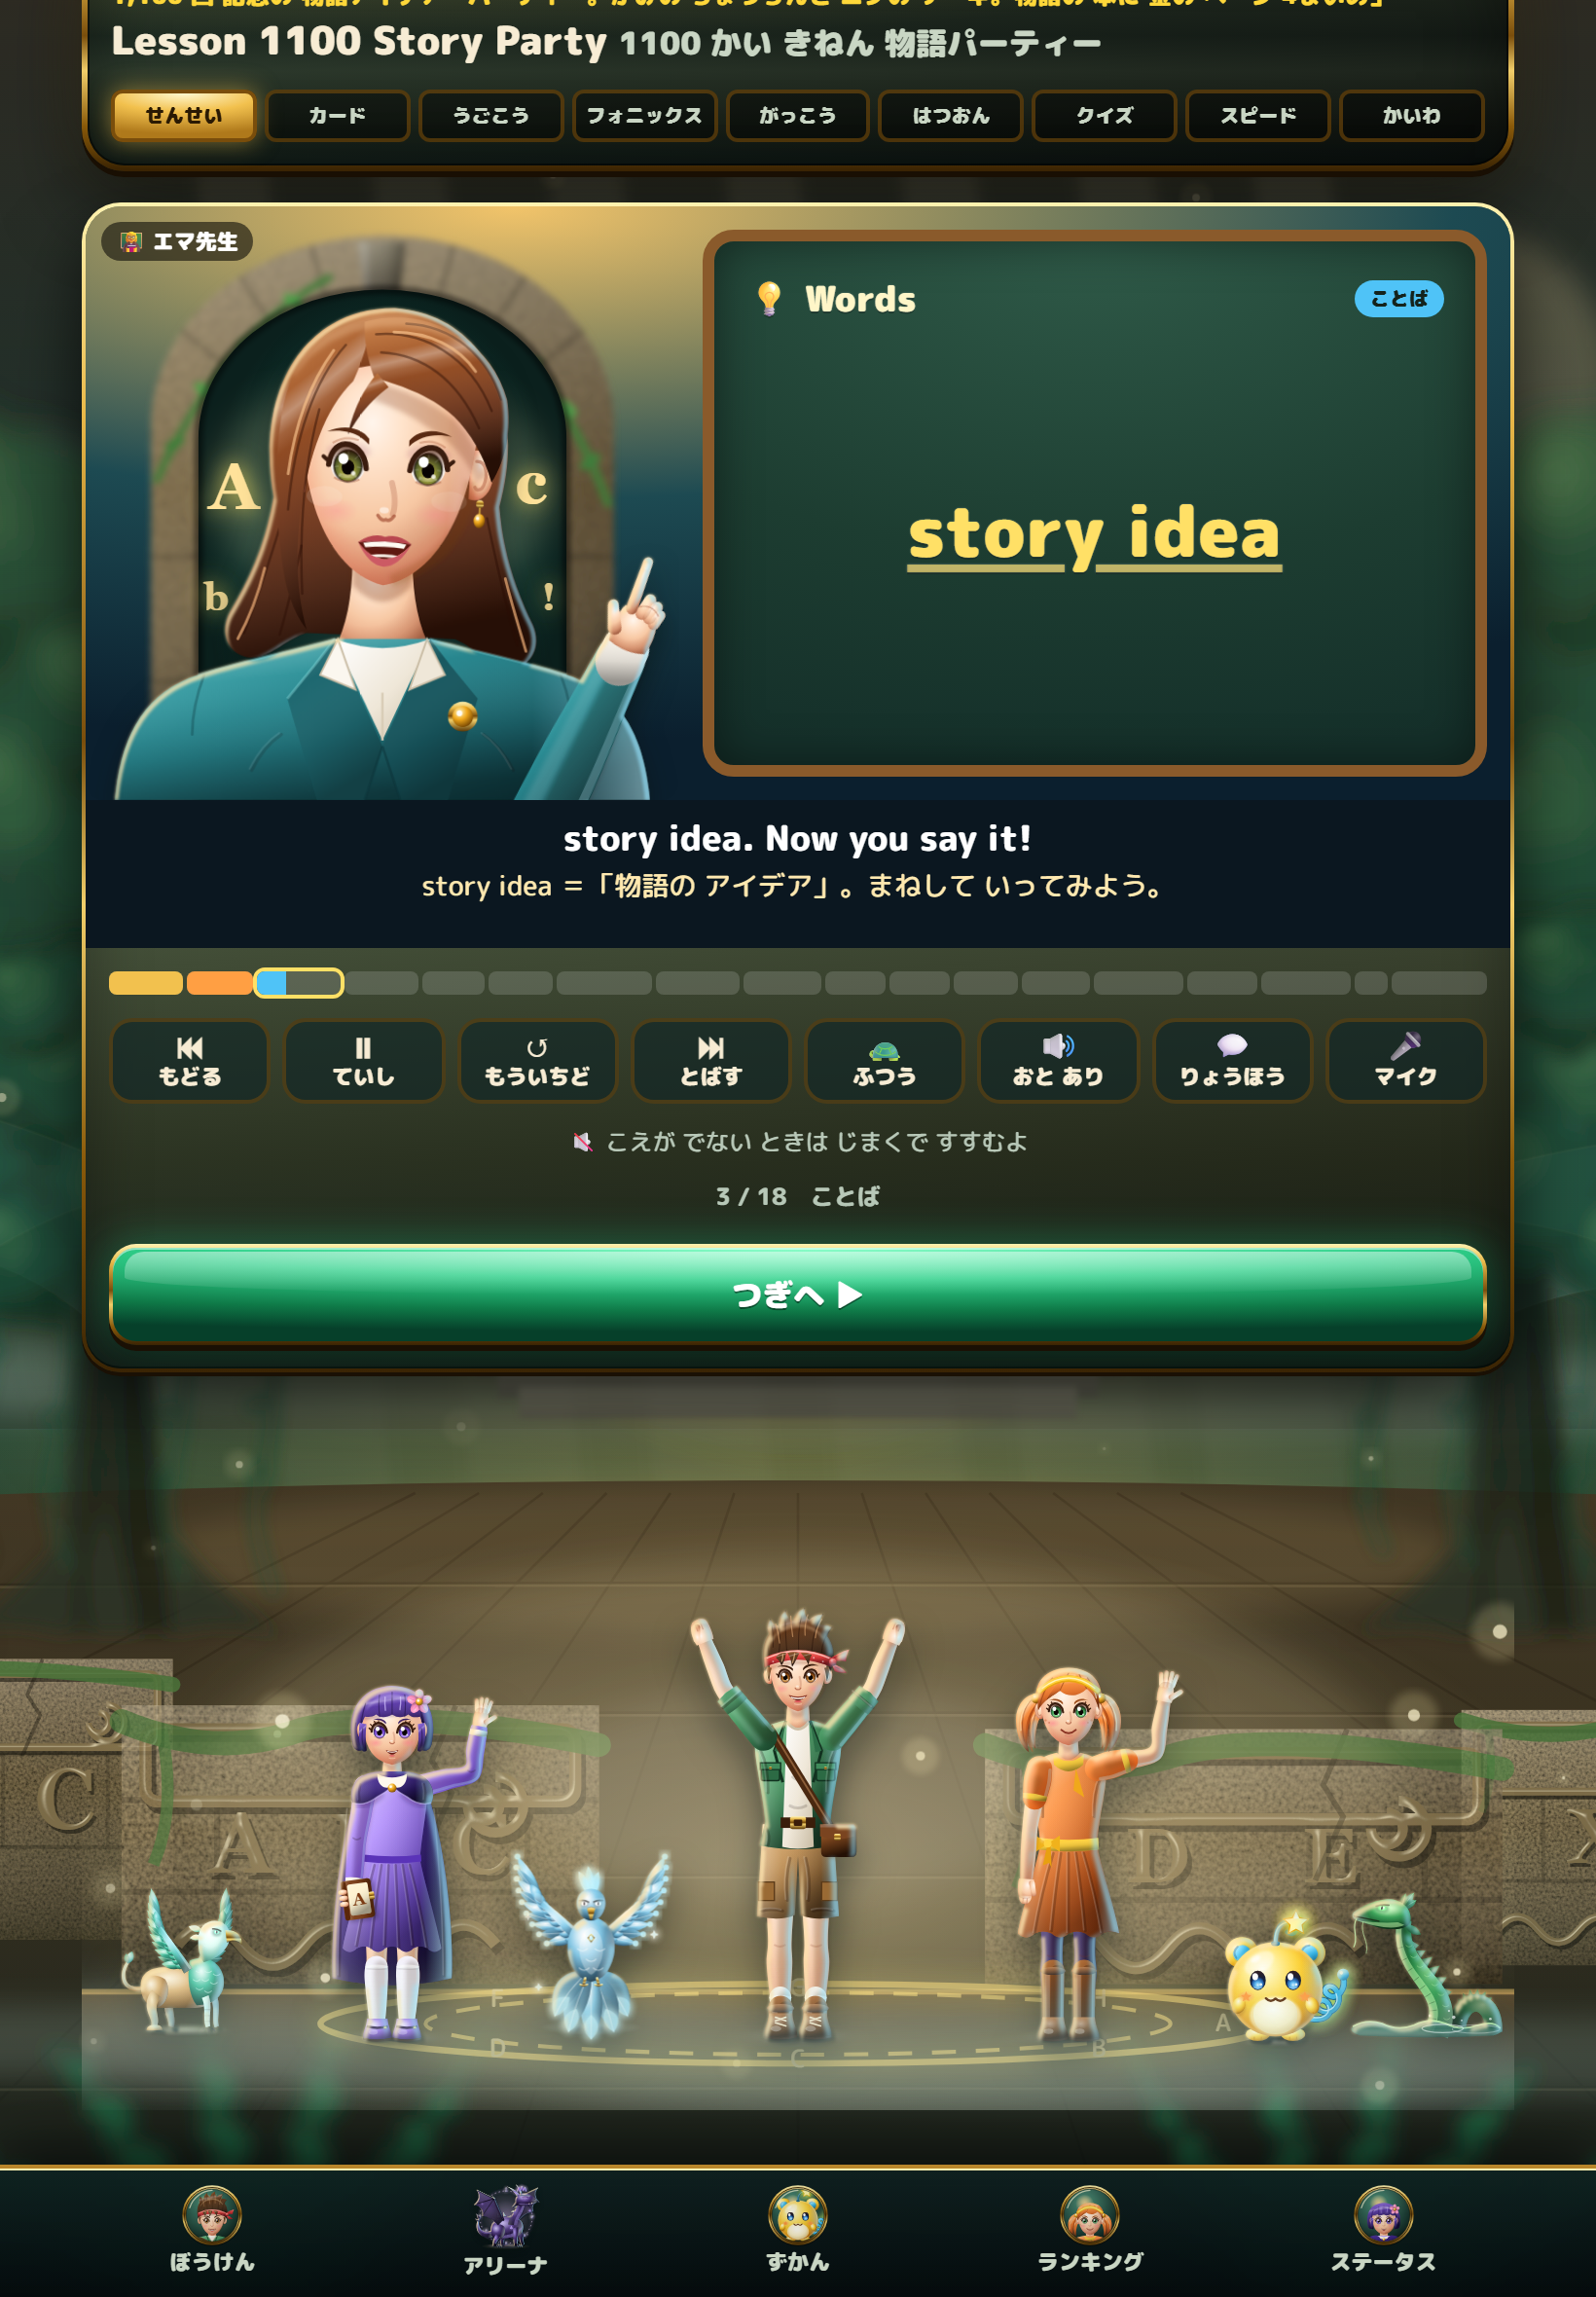 Lesson 1100 Story Party 1100 かい きねん 物語パーティー
せんせい カード うごこう フォニックス がっこう はつおん クイズ スピード かいわ
エマ先生
Words
ことば
A c
b !
story idea
story idea. Now you say it!
story idea ＝「物語の アイデア」。まねして いってみよう。
もどる ていし もういちど とばす ふつう おと あり りょうほう マイク
こえが でない ときは じまくで すすむよ
3 / 18 ことば
つぎへ ▶
C A C D E
A
F
D C B A
ぼうけん アリーナ ずかん ランキング ステータス